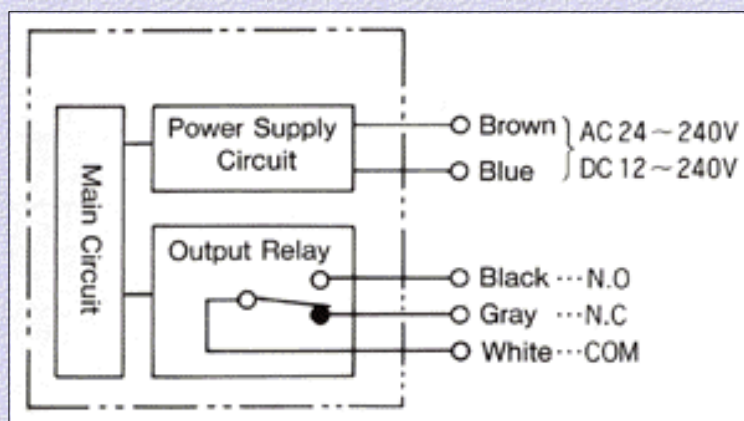 Main Circuit
Power Supply
Circuit
Brown
Blue
AC 24～240V
DC 12～240V
Output Relay
Black ⋯N.O
Gray ⋯N.C
White⋯COM